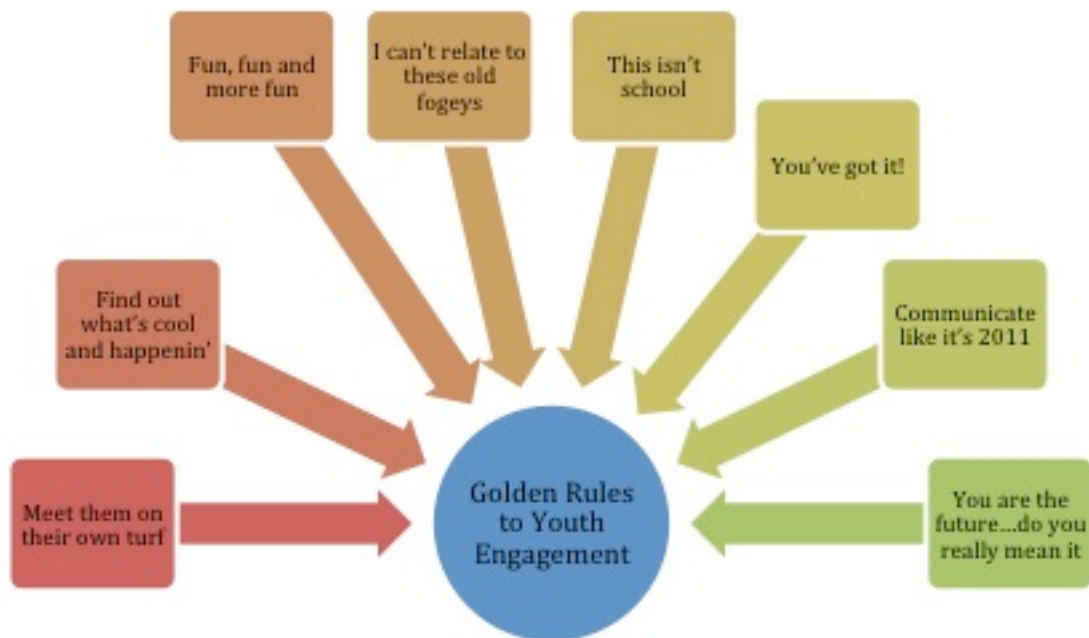 Meet them on
their own turf
Find out
what's cool
and happenin'
Fun, fun and
more fun
I can't relate to
these old
fogeys
This isn't
school
You've got it!
Communicate
like it's 2011
You are the
future...do you
really mean it
Golden Rules
to Youth
Engagement